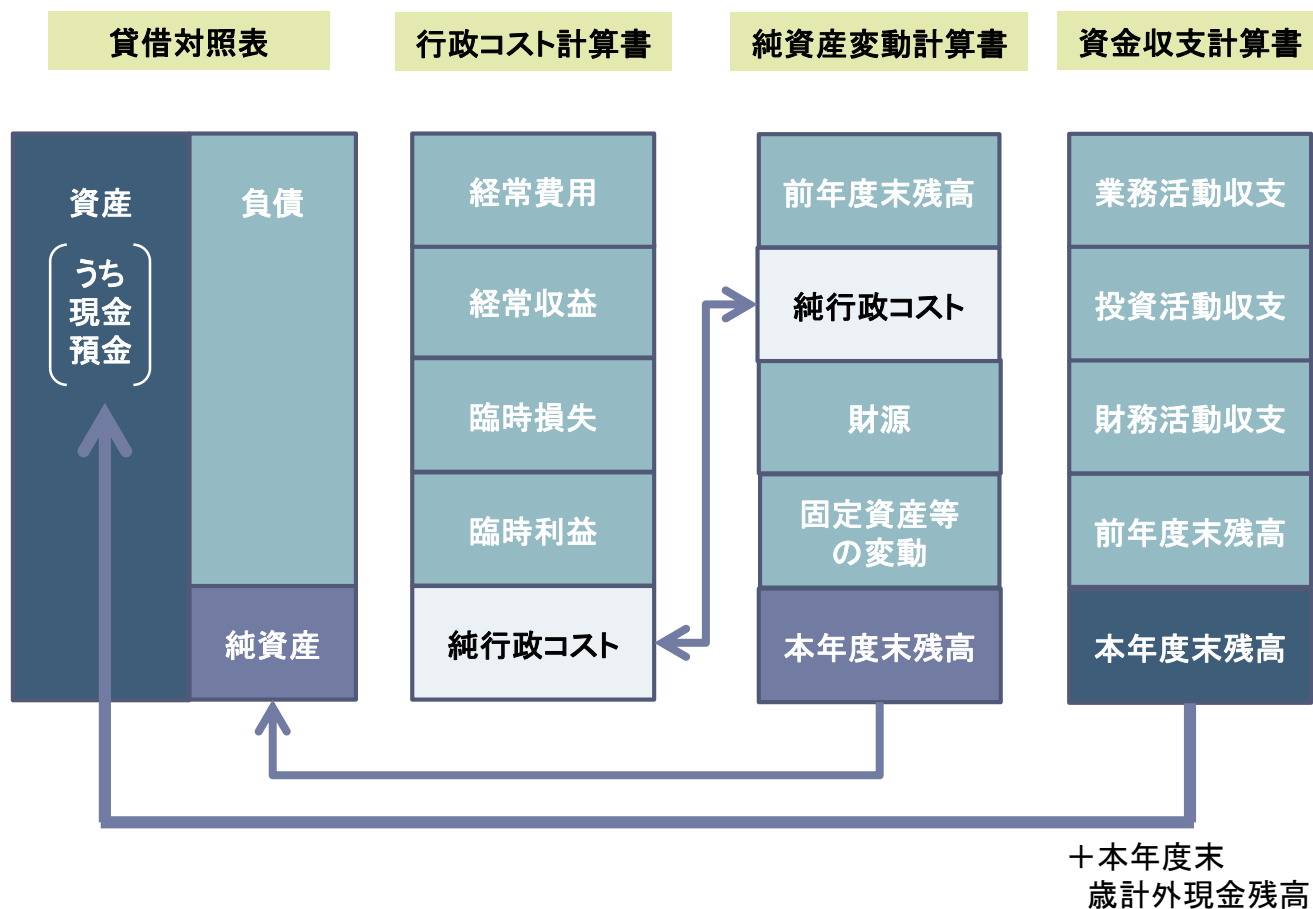 貸借対照表
行政コスト計算書
純資産変動計算書
資金収支計算書
資産
うち
現金
預金
負債
純資産
経常費用
経常収益
臨時損失
臨時利益
純行政コスト
前年度末残高
純行政コスト
財源
固定資産等
の変動
本年度末残高
業務活動収支
投資活動収支
財務活動収支
前年度末残高
本年度末残高
＋本年度末
歳計外現金残高